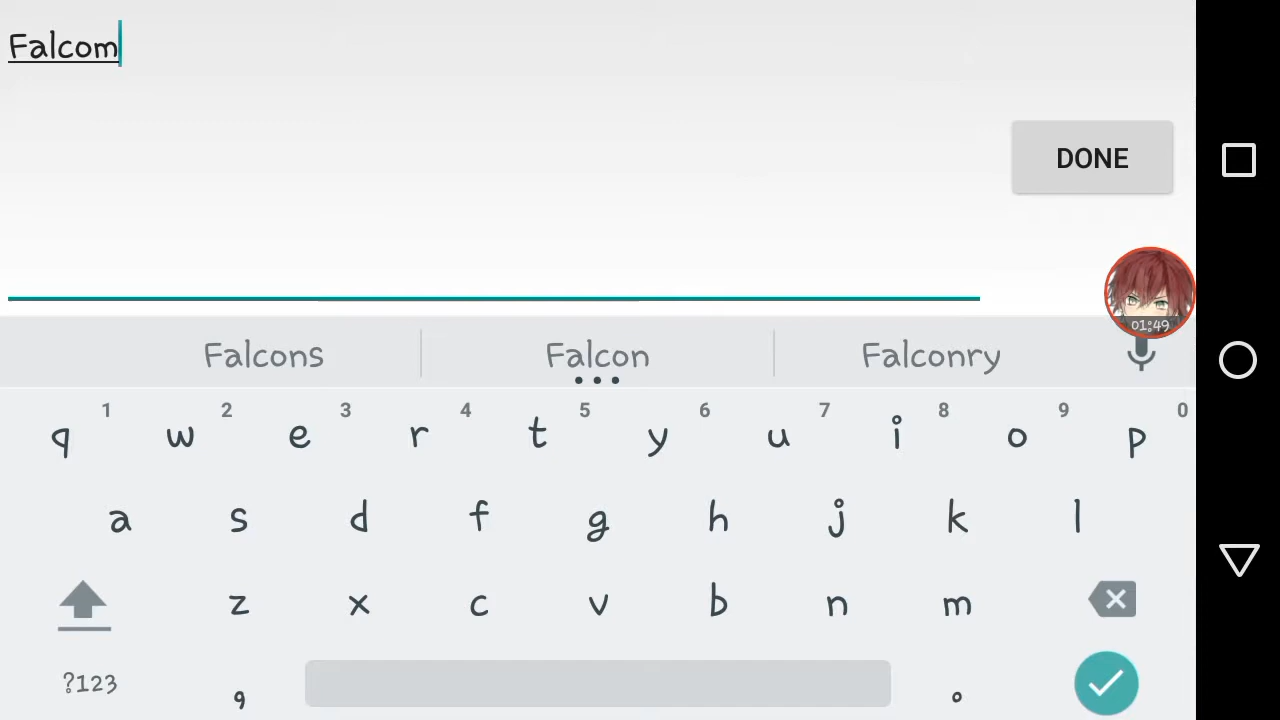 Falcom
DONE
01:49
Falcons Falcon Falconry
1 2 3 4 5 6 7 8 9 0
q w e r t y u i o p
a s d f g h j k l
z x c v b n m
?123 , .